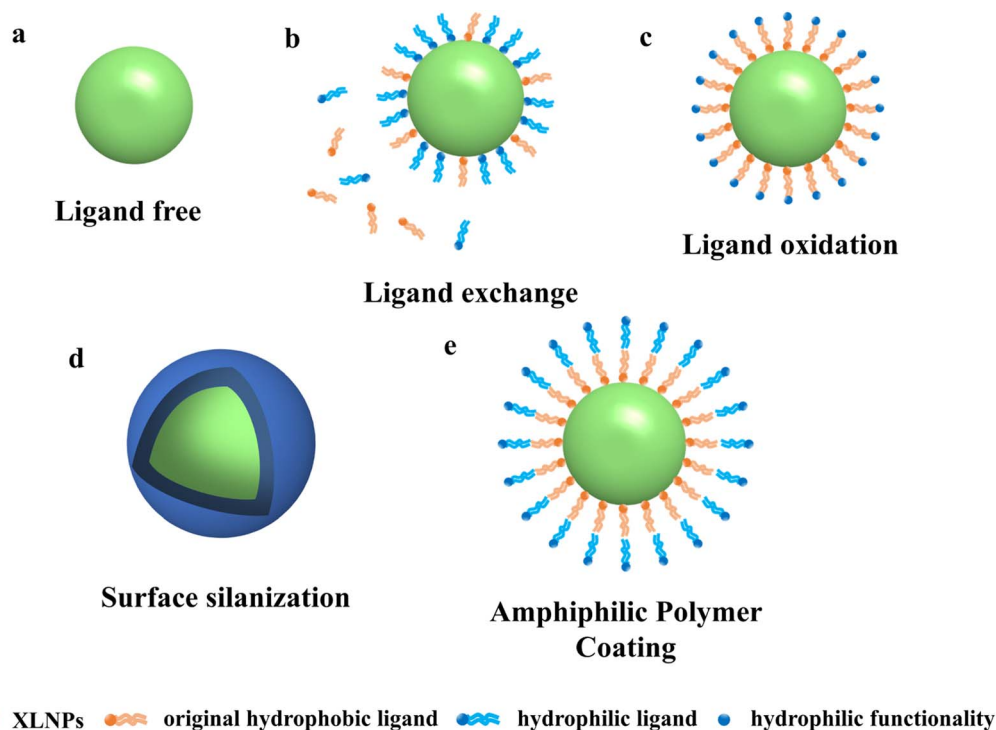 a
b
c
Ligand free
Ligand exchange
Ligand oxidation
d
e
Surface silanization
Amphiphilic Polymer
Coating
XLNPs original hydrophobic ligand hydrophilic ligand hydrophilic functionality